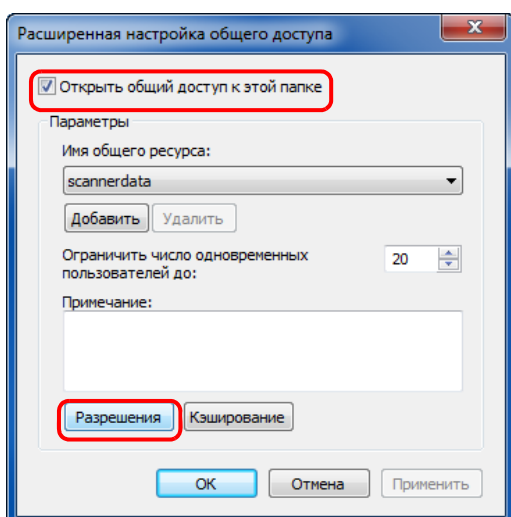 Расширенная настройка общего доступа
Открыть общий доступ к этой папке
Параметры
Имя общего ресурса:
scannerdata
Добавить Удалить
Ограничить число одновременных
пользователей до: 20
Примечание:
Разрешения Кэширование
ОК Отмена Применить